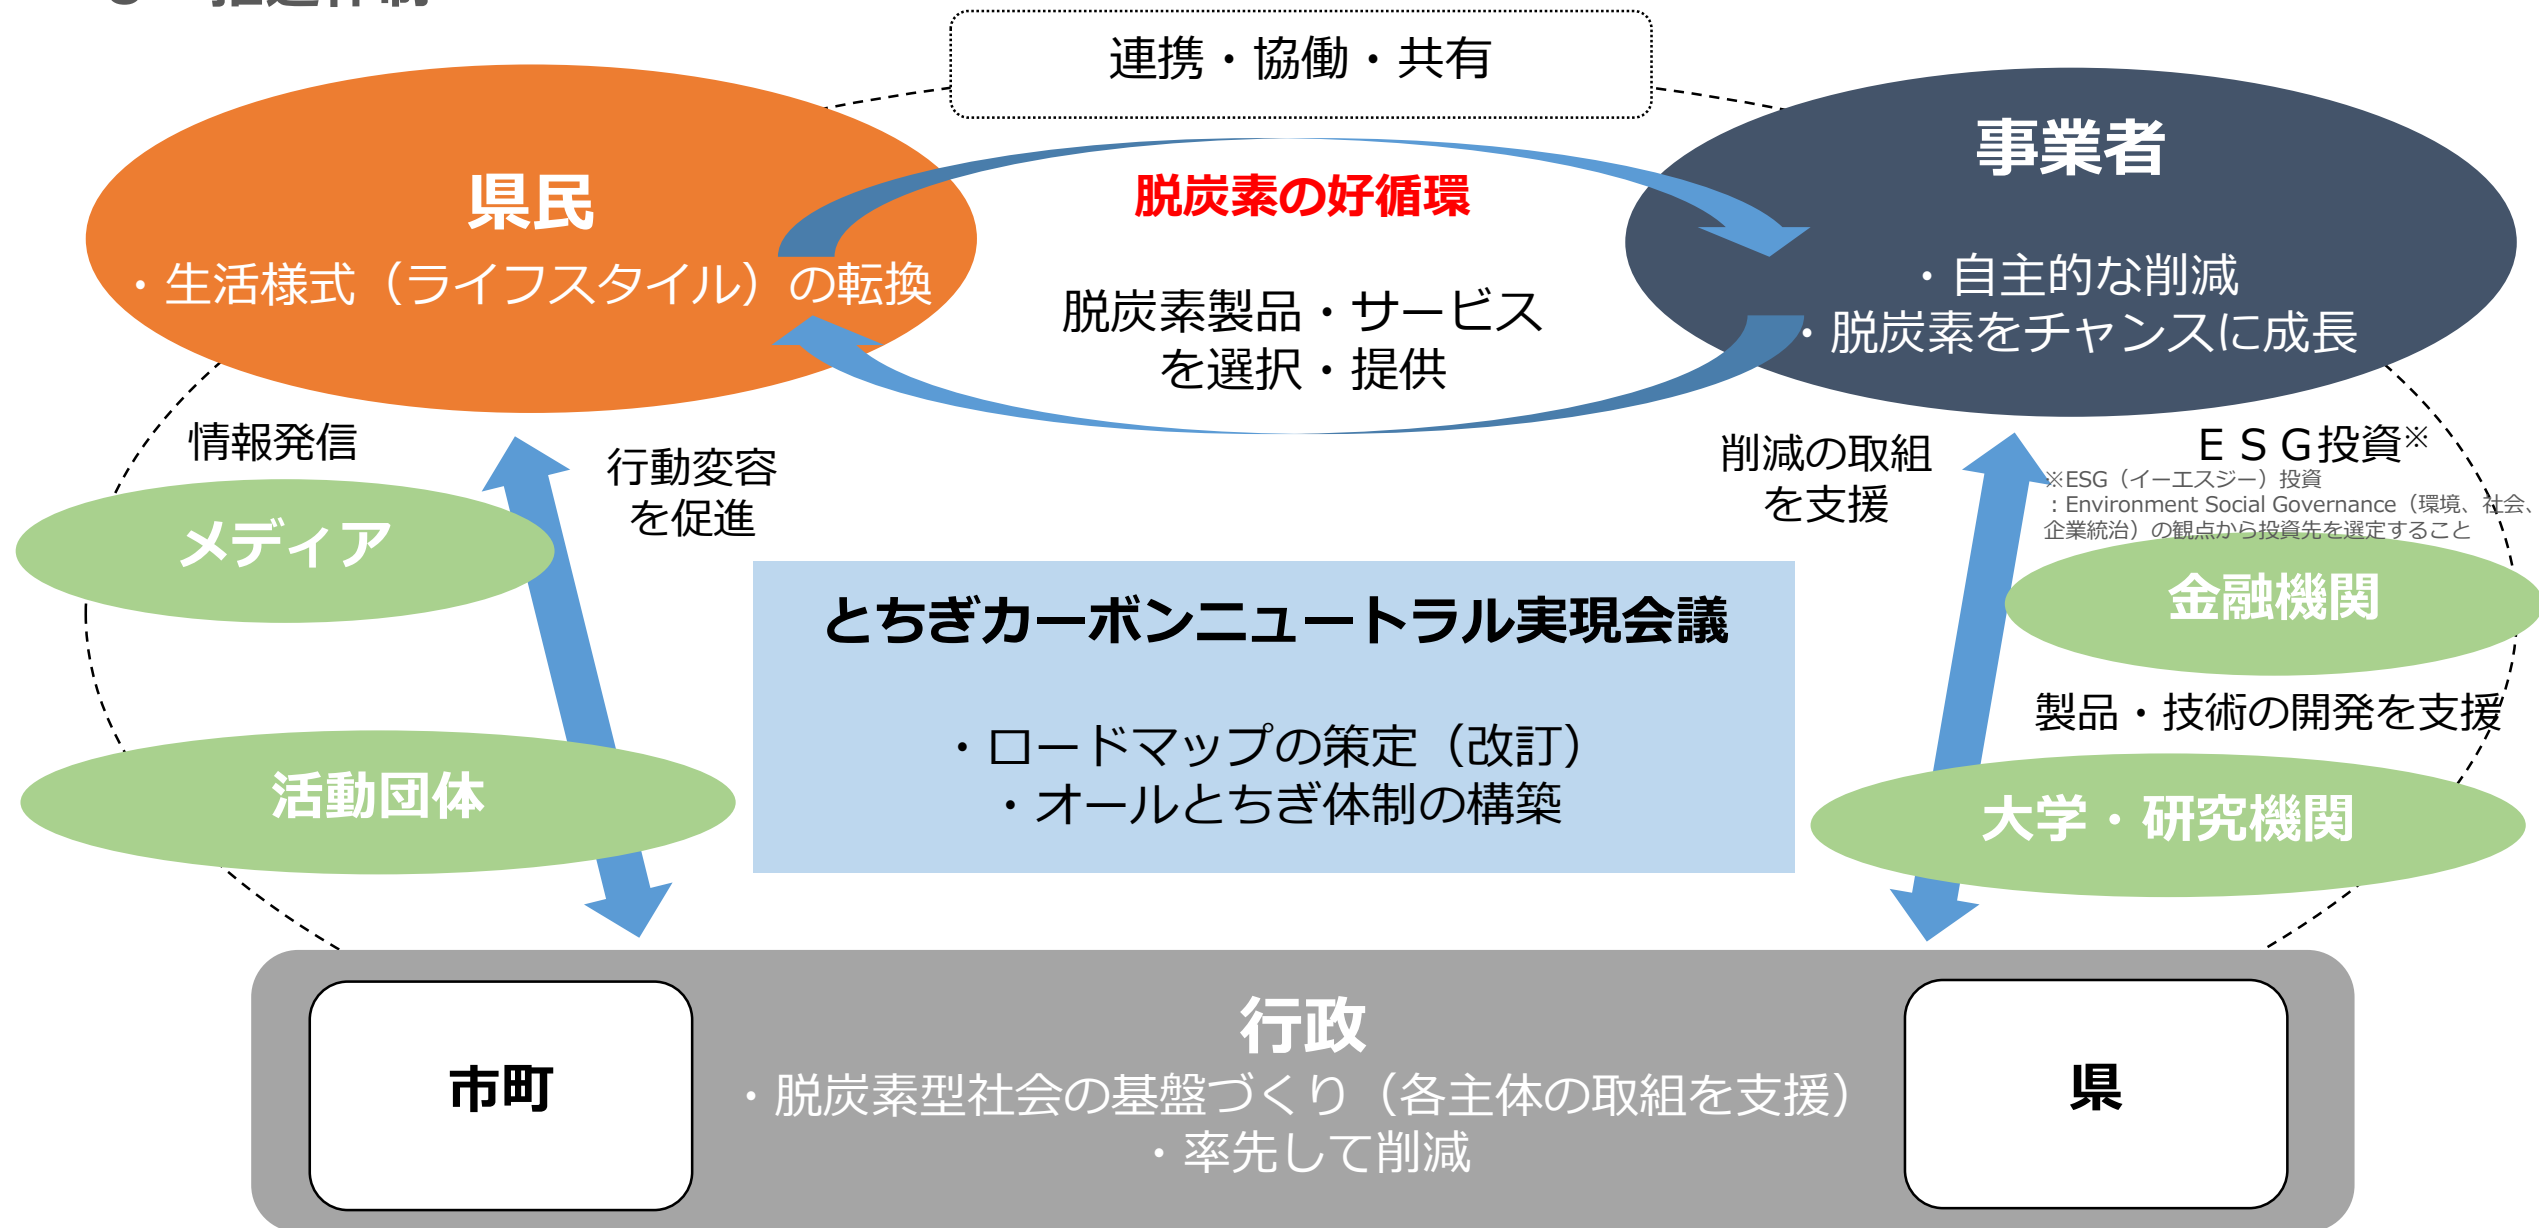 連携・協働・共有
県民
・生活様式（ライフスタイル）の転換
脱炭素の好循環
脱炭素製品・サービス
を選択・提供
事業者
・自主的な削減
・脱炭素をチャンスに成長
情報発信
メディア
行動変容
を促進
削減の取組
を支援
ＥＳＧ投資※
※ESG（イーエスジー）投資
：Environment Social Governance（環境、社会、
企業統治）の観点から投資先を選定すること
金融機関
とちぎカーボンニュートラル実現会議
・ロードマップの策定（改訂）
・オールとちぎ体制の構築
製品・技術の開発を支援
活動団体
大学・研究機関
行政
・脱炭素型社会の基盤づくり（各主体の取組を支援）
・率先して削減
市町
県